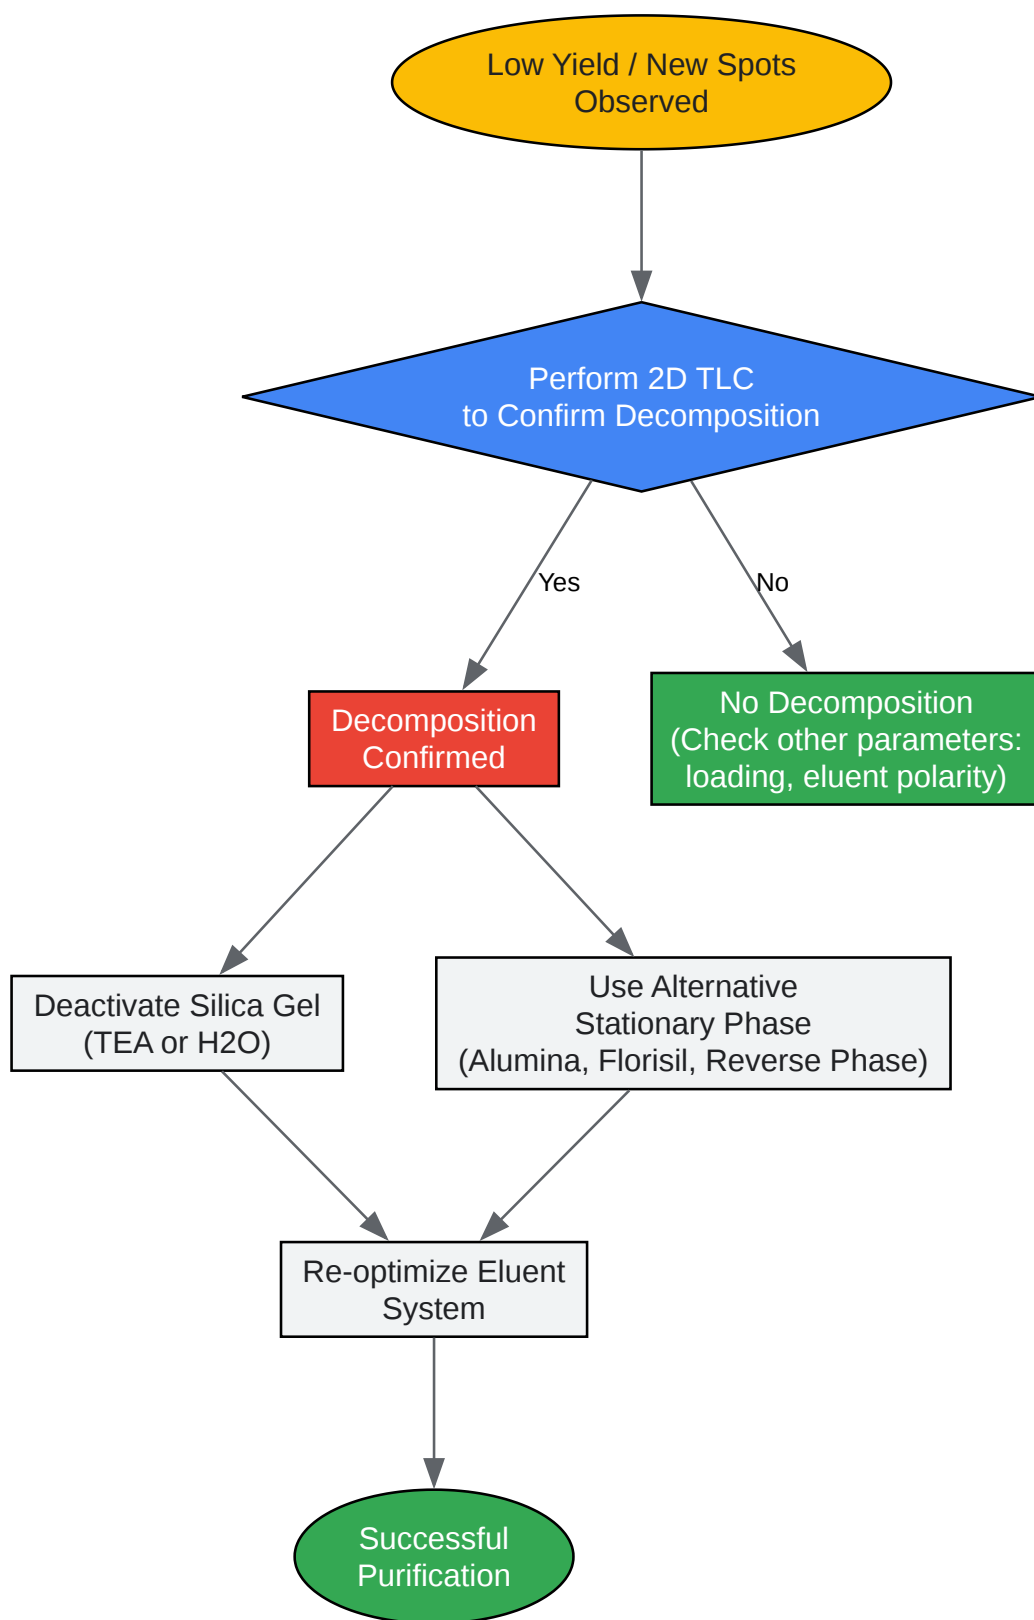 Low Yield / New Spots
Observed
Perform 2D TLC
to Confirm Decomposition
Yes
No
Decomposition
Confirmed
No Decomposition
(Check other parameters:
loading, eluent polarity)
Deactivate Silica Gel
(TEA or H2O)
Use Alternative
Stationary Phase
(Alumina, Florisil, Reverse Phase)
Re-optimize Eluent
System
Successful
Purification